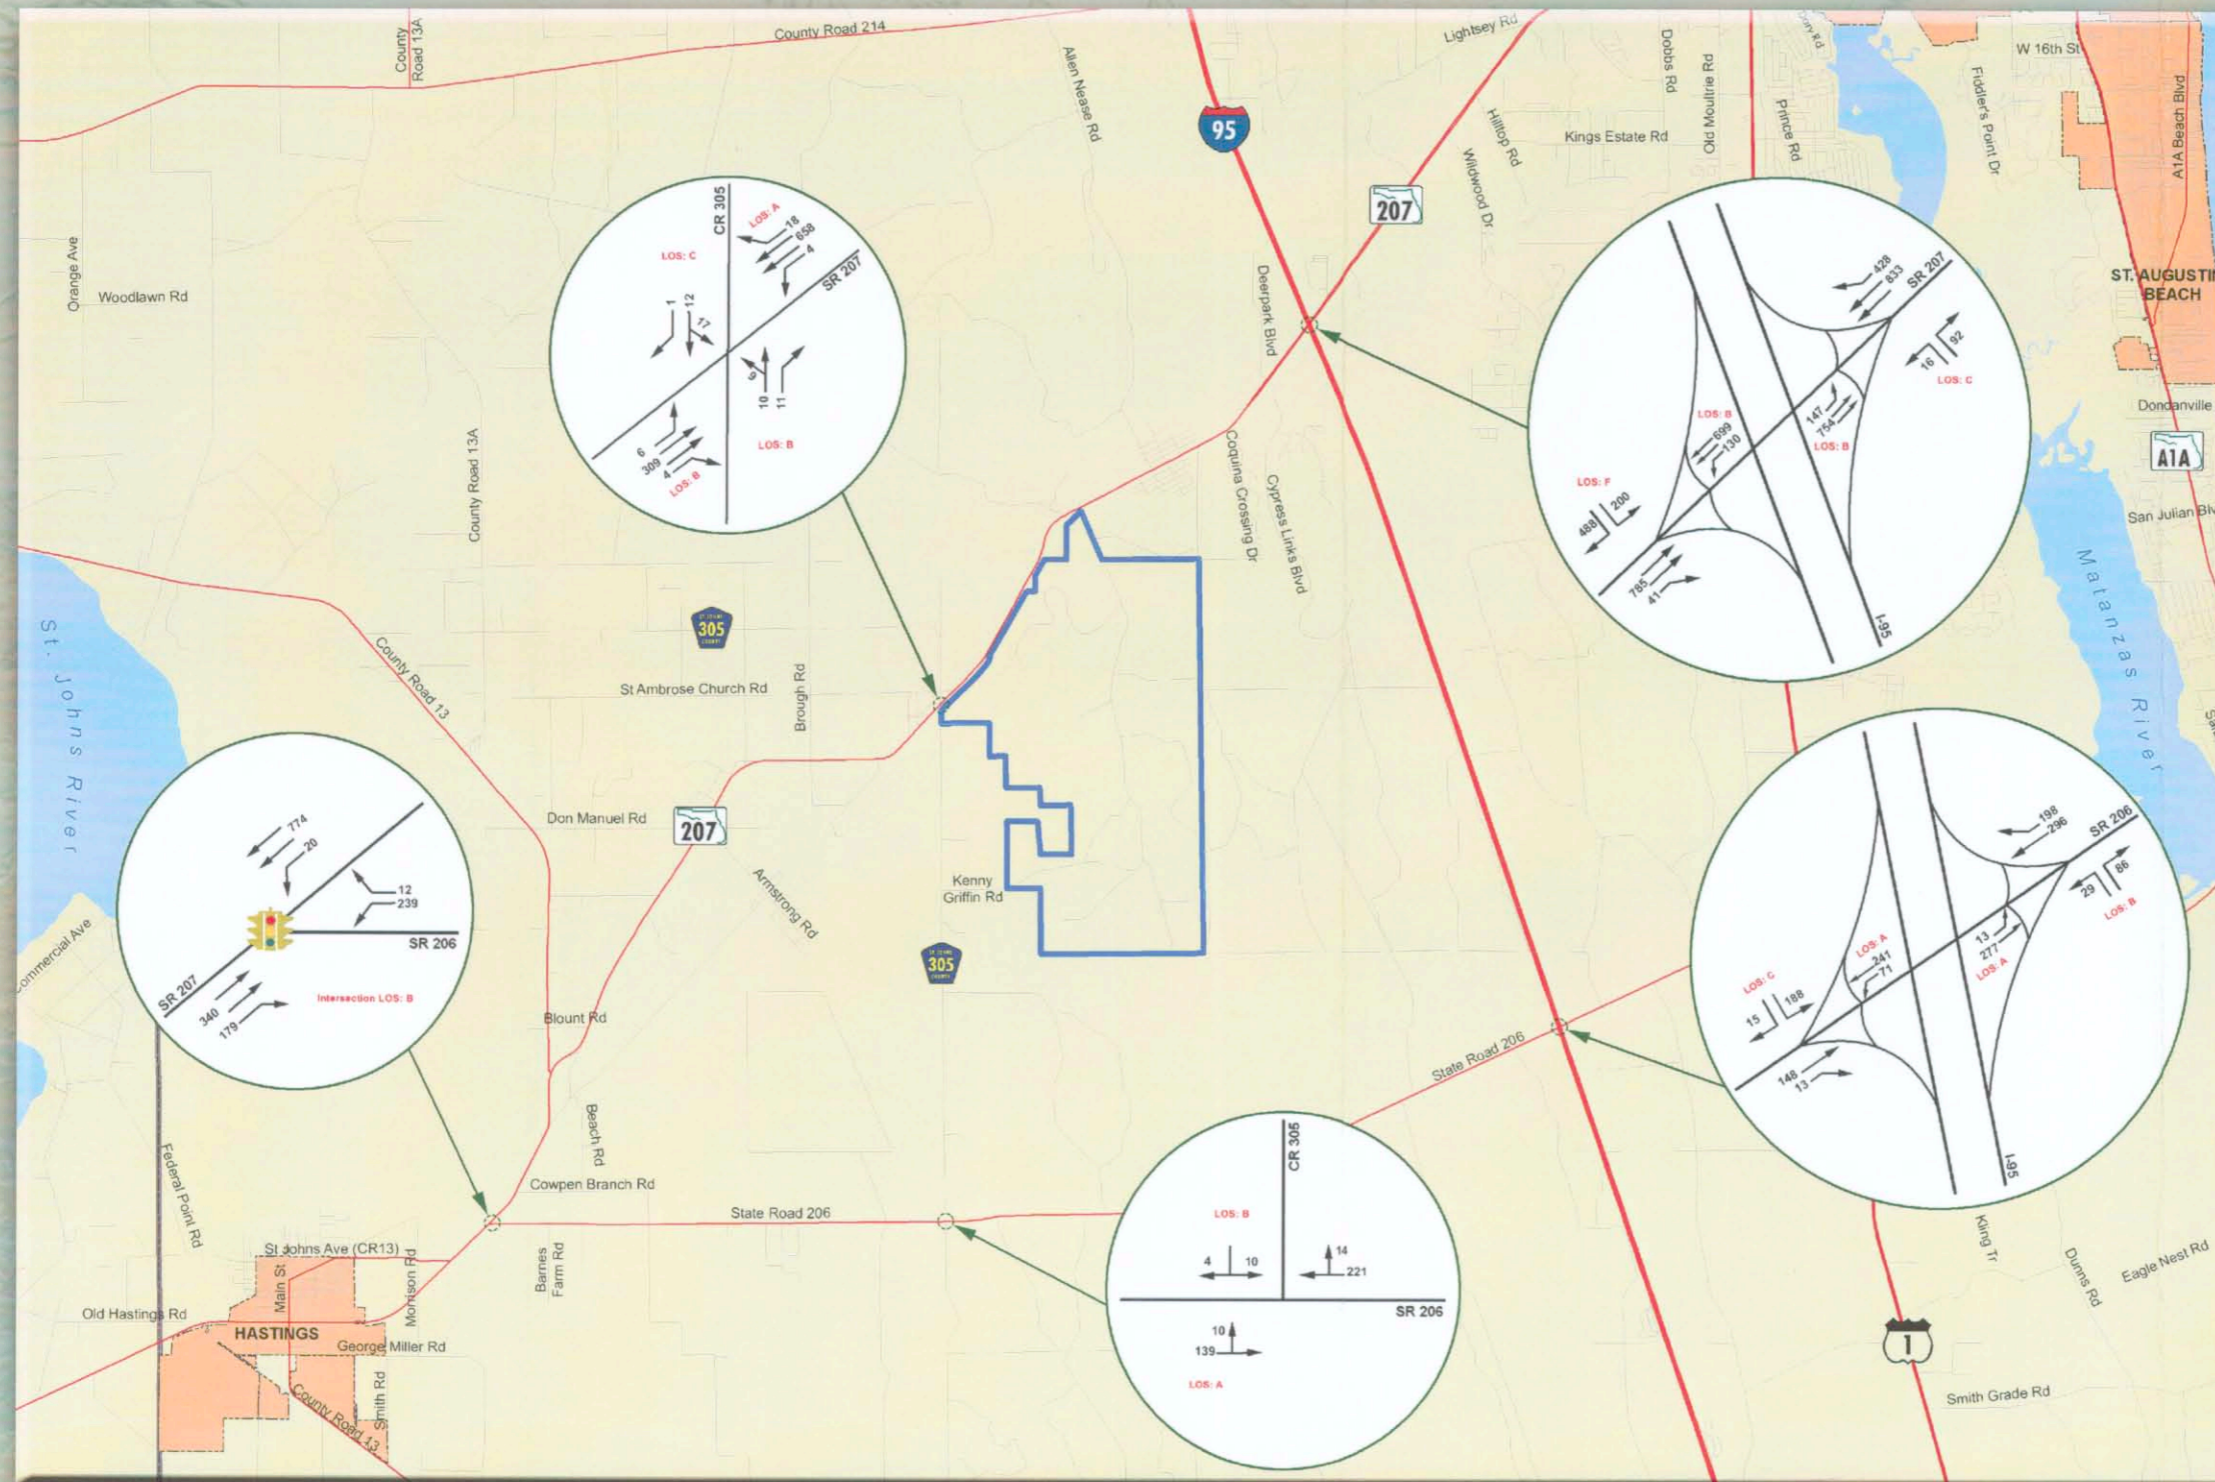 County Road 13A
County Road 214
Allen Nease Rd
Lightsey Rd
Hilltop Rd
Wildwood Dr
Kings Estate Rd
Dobbs Rd
Old Moultrie Rd
Prince Rd
W 16th St
Fiddler's Point Dr
A1A Beach Blvd
95
207
Orange Ave
Woodlawn Rd
County Road 13A
Deerpark Blvd
Coquina Crossing Dr
Cypress Links Blvd
ST. AUGUSTI
BEACH
Dondanville
A1A
San Julian Blv
Matanzas River
CR 305
LOS: A
18
658
4
SR 207
LOS: C
1
12
17
9
10
11
LOS: B
6
309
4
LOS: B
428
833
SR 207
16
92
LOS: C
LOS: B
699
130
147
754
LOS: B
LOS: F
488
200
785
41
I-95
St. Johns River
County Road 13
305
St Ambrose Church Rd
Brough Rd
Don Manuel Rd
207
Armstrong Rd
Kenny
Griffin Rd
305
774
20
12
239
SR 206
SR 207
340
179
Intersection LOS: B
198
296
SR 206
29
86
LOS: B
LOS: A
241
71
13
277
LOS: A
LOS: C
15
188
148
13
I-95
ommercial Ave
Blount Rd
Beach Rd
Cowpen Branch Rd
State Road 206
State Road 206
Federal Point Rd
St Johns Ave (CR13)
Main St
Morrison Rd
Barnes
Farm Rd
Old Hastings Rd
HASTINGS
George Miller Rd
Smith Rd
County Road 13
CR 305
LOS: B
4
10
14
221
SR 206
10
139
LOS: A
King Tr
Dunns Rd
Eagle Nest Rd
1
Smith Grade Rd